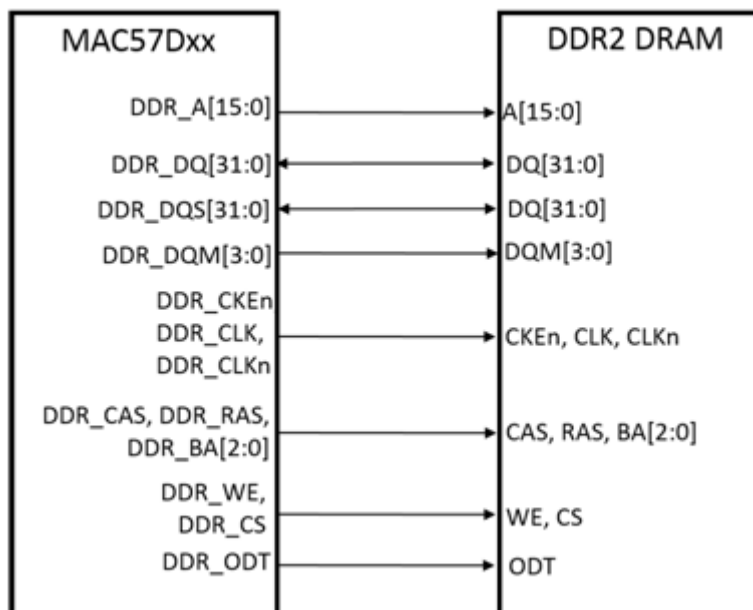 MAC57Dxx
DDR2 DRAM
DDR_A[15:0]
A[15:0]
DDR_DQ[31:0]
DQ[31:0]
DDR_DQS[31:0]
DQ[31:0]
DDR_DQM[3:0]
DQM[3:0]
DDR_CKEn
DDR_CLK,
DDR_CLKn
CKEn, CLK, CLKn
DDR_CAS, DDR_RAS,
DDR_BA[2:0]
CAS, RAS, BA[2:0]
DDR_WE,
DDR_CS
WE, CS
DDR_ODT
ODT